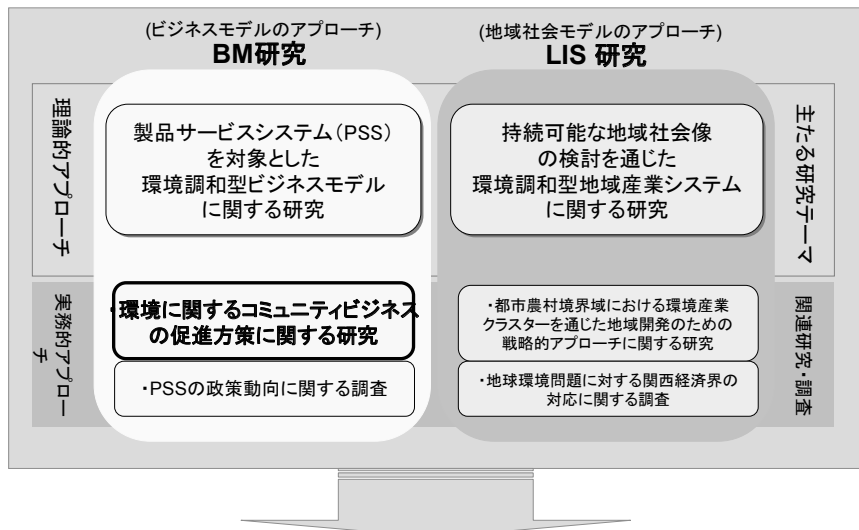 (ビジネスモデルのアプローチ)
BM研究
(地域社会モデルのアプローチ)
LIS 研究
理論的アプローチ
製品サービスシステム(PSS)
を対象とした
環境調和型ビジネスモデル
に関する研究
持続可能な地域社会像
の検討を通じた
環境調和型地域産業システム
に関する研究
主たる研究テーマ
実務的アプロー
チ
・環境に関するコミュニティビジネス
の促進方策に関する研究
・PSSの政策動向に関する調査
・都市農村境界域における環境産業
クラスターを通じた地域開発のための
戦略的アプローチに関する研究
・地球環境問題に対する関西経済界の
対応に関する調査
関連研究・調査